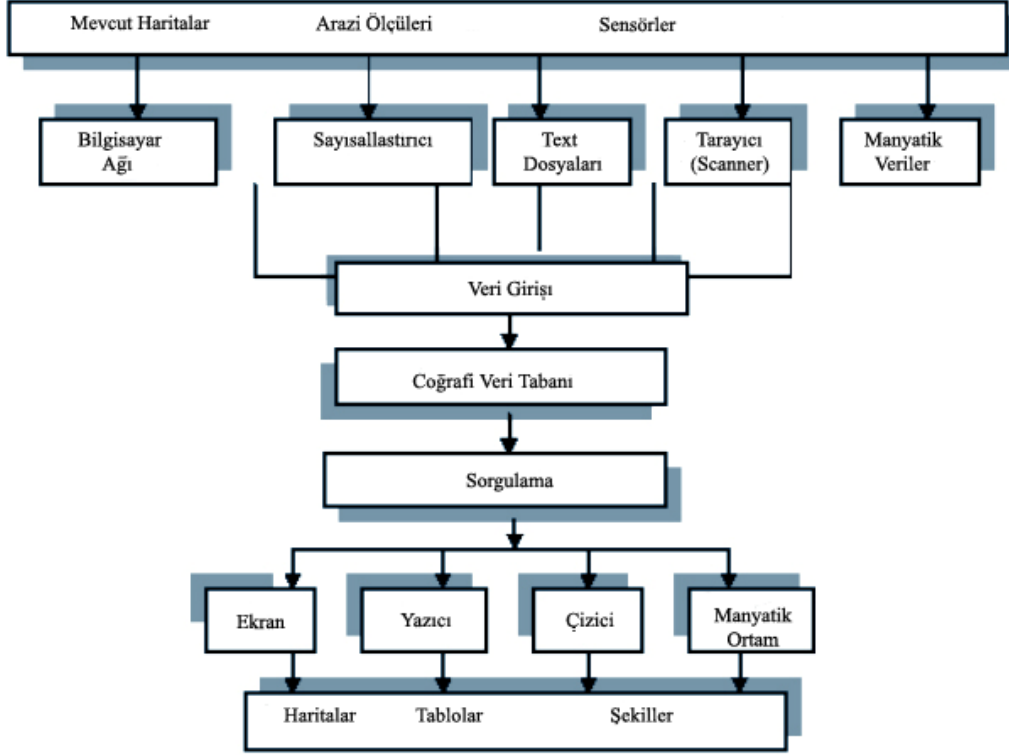 Mevcut Haritalar Arazi Ölçüleri Sensörler
Bilgisayar
Ağı
Sayısallastırıcı
Text
Dosyaları
Tarayıcı
(Scanner)
Manyatik
Veriler
Veri Girişı
Coğrafi Veri Tabanı
Sorgulama
Ekran
Yazıcı
Çizici
Manyatik
Ortam
Haritalar Tablolar Şekiller